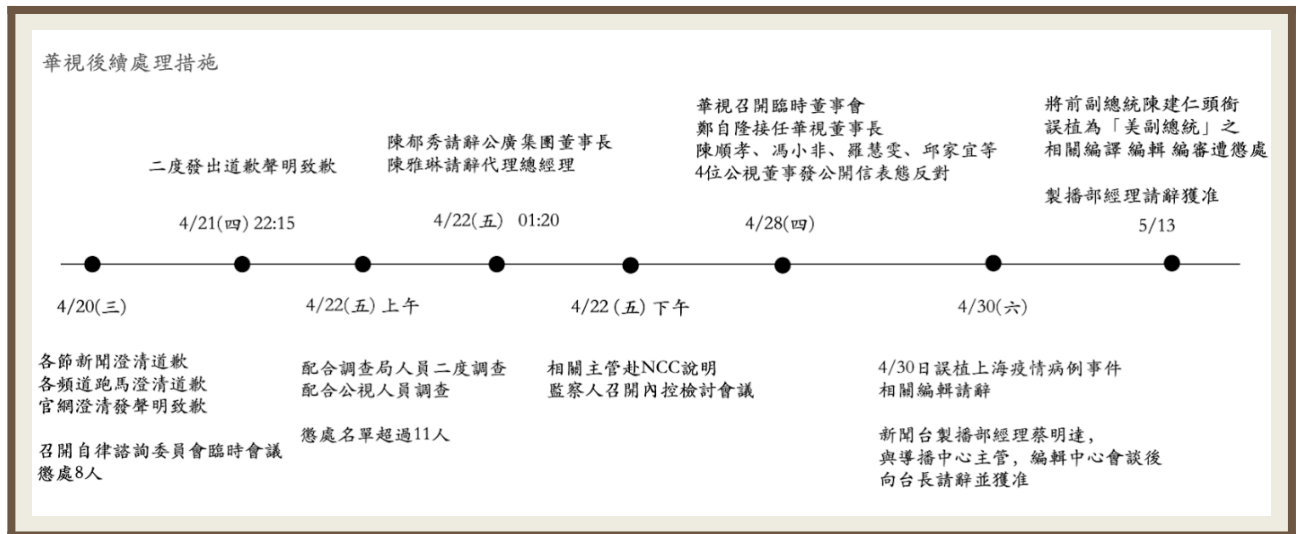 華視後續處理措施
4/20(三)
各節新聞澄清道歉
各頻道跑馬澄清道歉
官網澄清發聲明致歉
召開自律諮詢委員會臨時會議
懲處8人
二度發出道歉聲明致歉
4/21(四) 22:15
4/22(五) 上午
配合調查局人員二度調查
配合公視人員調查
懲處名單超過11人
陳郁秀請辭公廣集團董事長
陳雅琳請辭代理總經理
4/22(五) 01:20
4/22 (五) 下午
相關主管赴NCC說明
監察人召開內控檢討會議
華視召開臨時董事會
鄭自隆接任華視董事長
陳順孝、馮小非、羅慧雯、邱家宜等
4位公視董事發公開信表態反對
4/28(四)
4/30(六)
4/30日誤植上海疫情病例事件
相關編輯請辭
新聞台製播部經理蔡明達，
與導播中心主管，編輯中心會談後
向台長請辭並獲准
將前副總統陳建仁頭銜
誤植為「美副總統」之
相關編譯 編輯 編審遭懲處
製播部經理請辭獲准
5/13